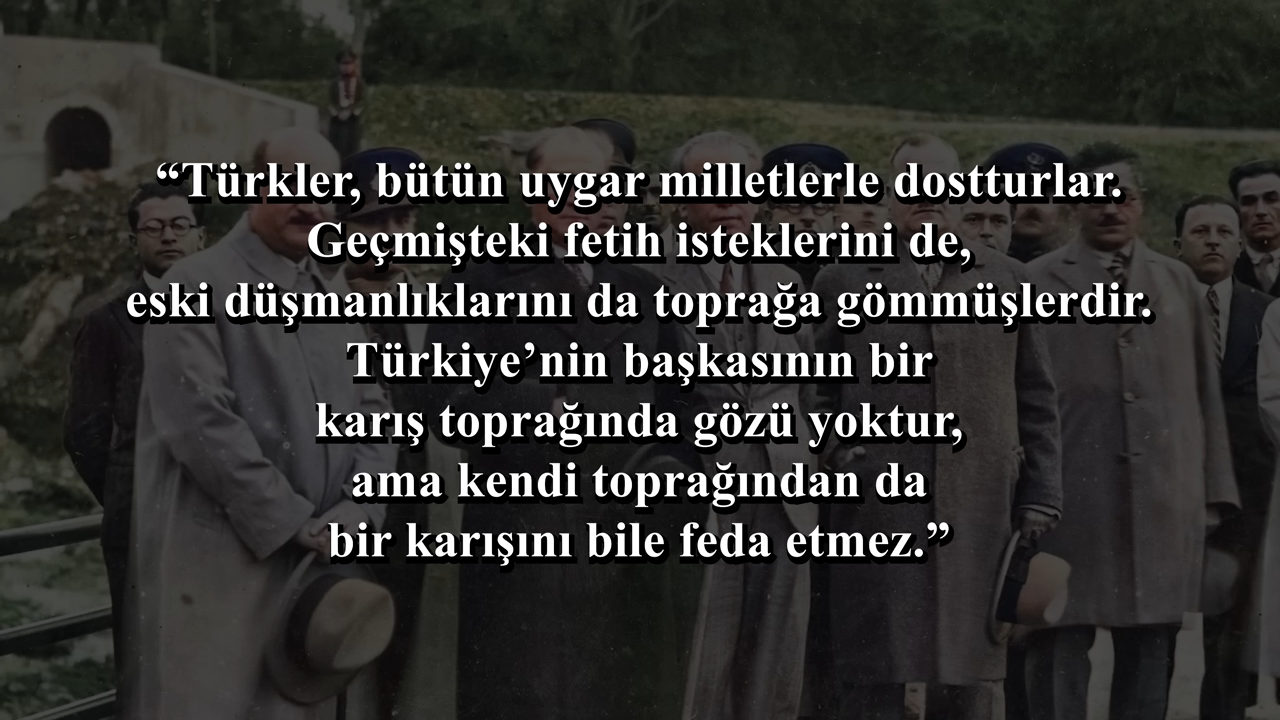 “Türkler, bütün uygar milletlerle dostturlar.
Geçmişteki fetih isteklerini de,
eski düşmanlıklarını da toprağa gömmüşlerdir.
Türkiye’nin başkasının bir
karış toprağında gözü yoktur,
ama kendi toprağından da
bir karışını bile feda etmez.”